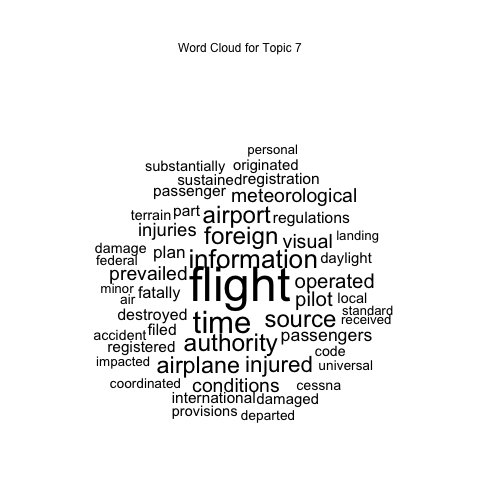 Word Cloud for Topic 7
personal
substantially originated
sustained registration
passenger meteorological
terrain part airport regulations
injuries foreign visual landing
damage plan information daylight
federal
prevailed flight operated
minor fatally pilot local
air
destroyed time source standard
received
accident filed authority passengers
registered code
impacted airplane injured universal
coordinated conditions cessna
international damaged
provisions departed